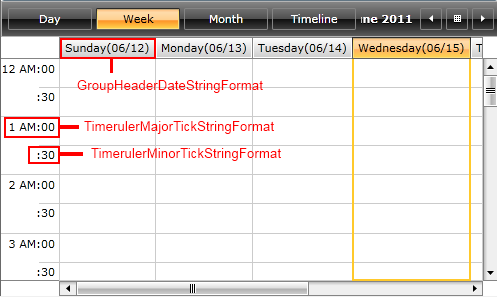 Day Week Month Timeline une 2011
Sunday(06/12) Monday(06/13) Tuesday(06/14) Wednesday(06/15) T
12 AM:00
GroupHeaderDateStringFormat
:30
1 AM:00 TimerulerMajorTickStringFormat
:30 TimerulerMinorTickStringFormat
2 AM:00
:30
3 AM:00
:30